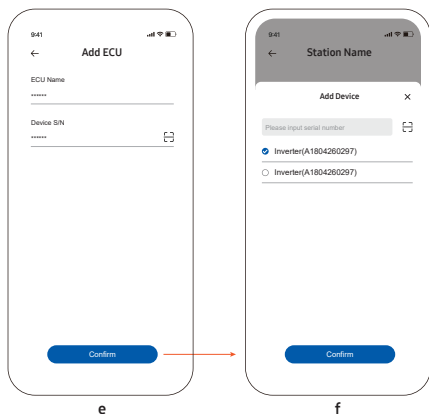 9:41
Add ECU
ECU Name
******
Device S/N
******
Confirm
e
9:41
Station Name
Add Device
Please input serial number
Inverter(A1804260297)
Inverter(A1804260297)
Confirm
f